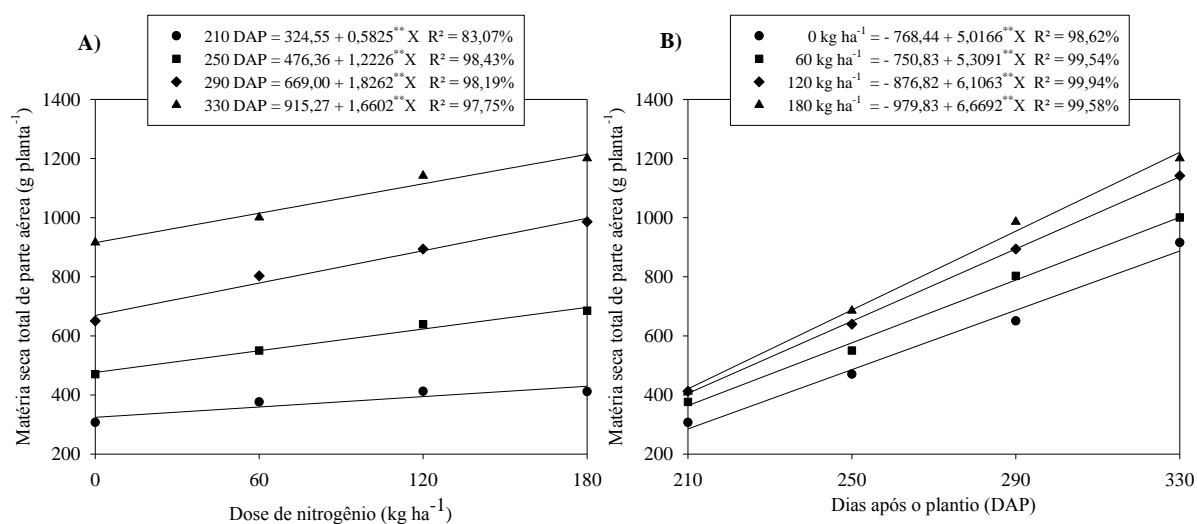 A)
210 DAP = 324,55 + 0,5825**X R² = 83,07%
250 DAP = 476,36 + 1,2226**X R² = 98,43%
290 DAP = 669,00 + 1,8262**X R² = 98,19%
330 DAP = 915,27 + 1,6602**X R² = 97,75%
Matéria seca total de parte aérea (g planta-1)
1400
1200
1000
800
600
400
200
0 60 120 180
Dose de nitrogênio (kg ha-1)
B)
0 kg ha-1 = - 768,44 + 5,0166**X R² = 98,62%
60 kg ha-1 = - 750,83 + 5,3091**X R² = 99,54%
120 kg ha-1 = - 876,82 + 6,1063**X R² = 99,94%
180 kg ha-1 = - 979,83 + 6,6692**X R² = 99,58%
Matéria seca total de parte aérea (g planta-1)
1400
1200
1000
800
600
400
200
210 250 290 330
Dias após o plantio (DAP)